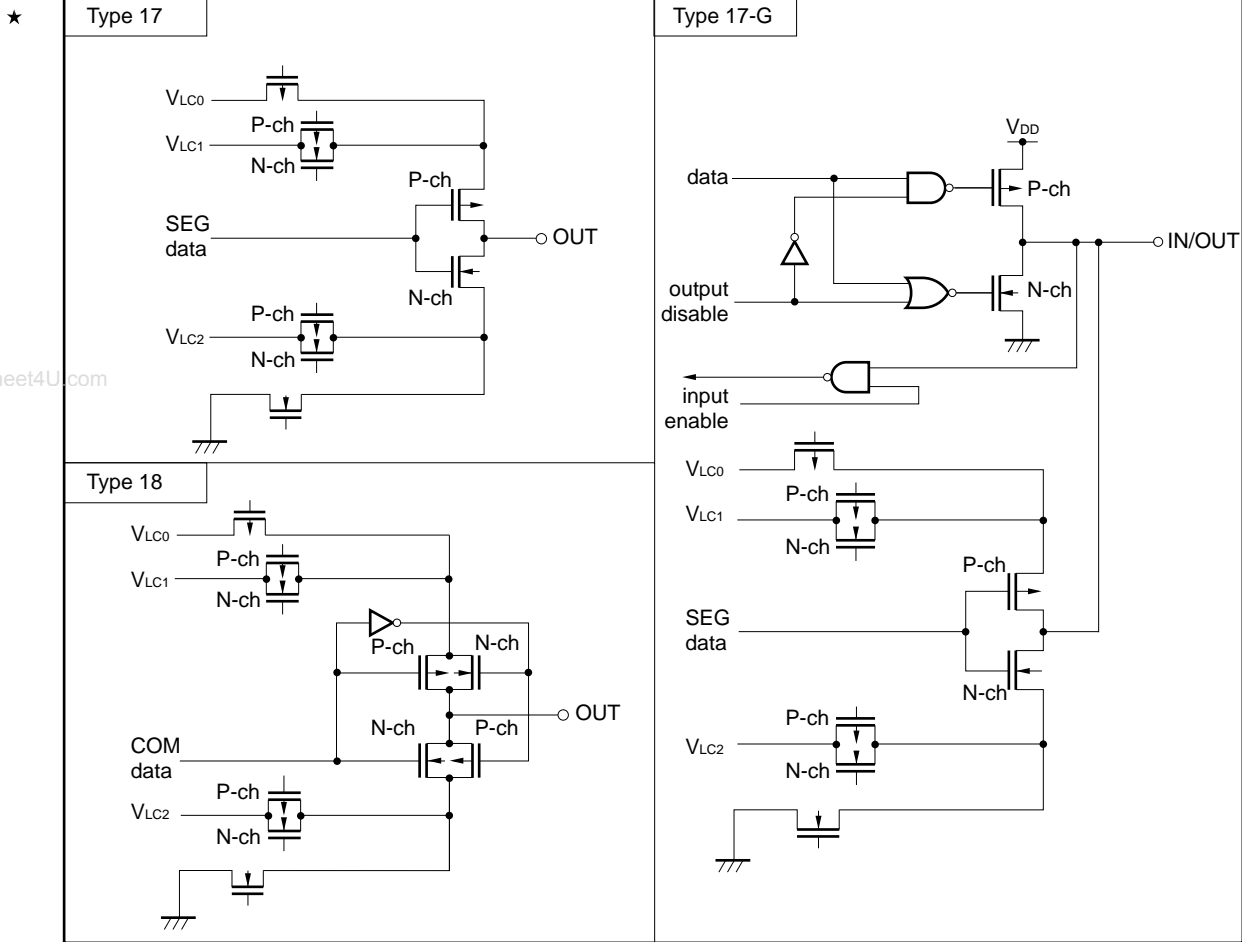 ★
Type 17
VLC0
P-ch
VLC1
N-ch
P-ch
SEG
data
OUT
N-ch
P-ch
VLC2
N-ch
eet4U.com
Type 18
VLC0
P-ch
VLC1
N-ch
P-ch
N-ch
OUT
N-ch
P-ch
COM
data
P-ch
VLC2
N-ch
Type 17-G
VDD
data
P-ch
IN/OUT
output
disable
N-ch
input
enable
VLC0
P-ch
VLC1
N-ch
P-ch
SEG
data
N-ch
P-ch
VLC2
N-ch